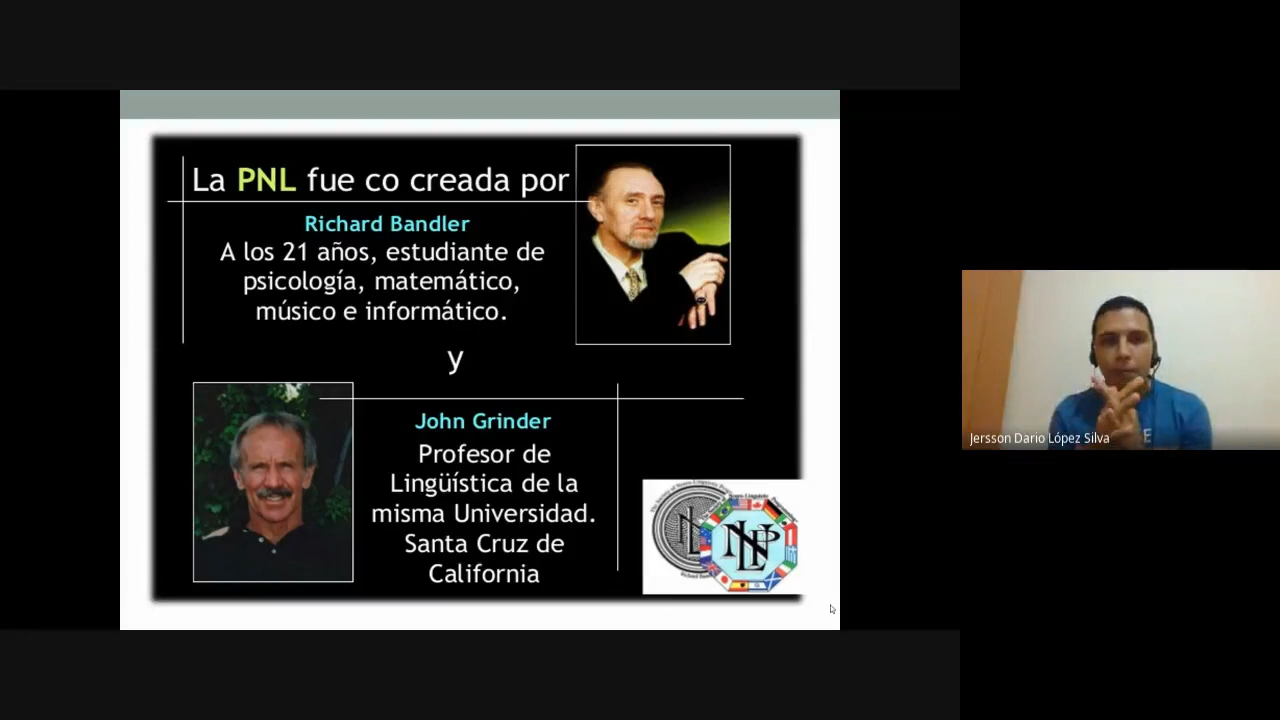 La PNL fue co creada por
Richard Bandler
A los 21 años, estudiante de
psicología, matemático,
músico e informático.
y
John Grinder
Profesor de
Lingüística de la
misma Universidad.
Santa Cruz de
California
NLP
Jersson Dario López Silva